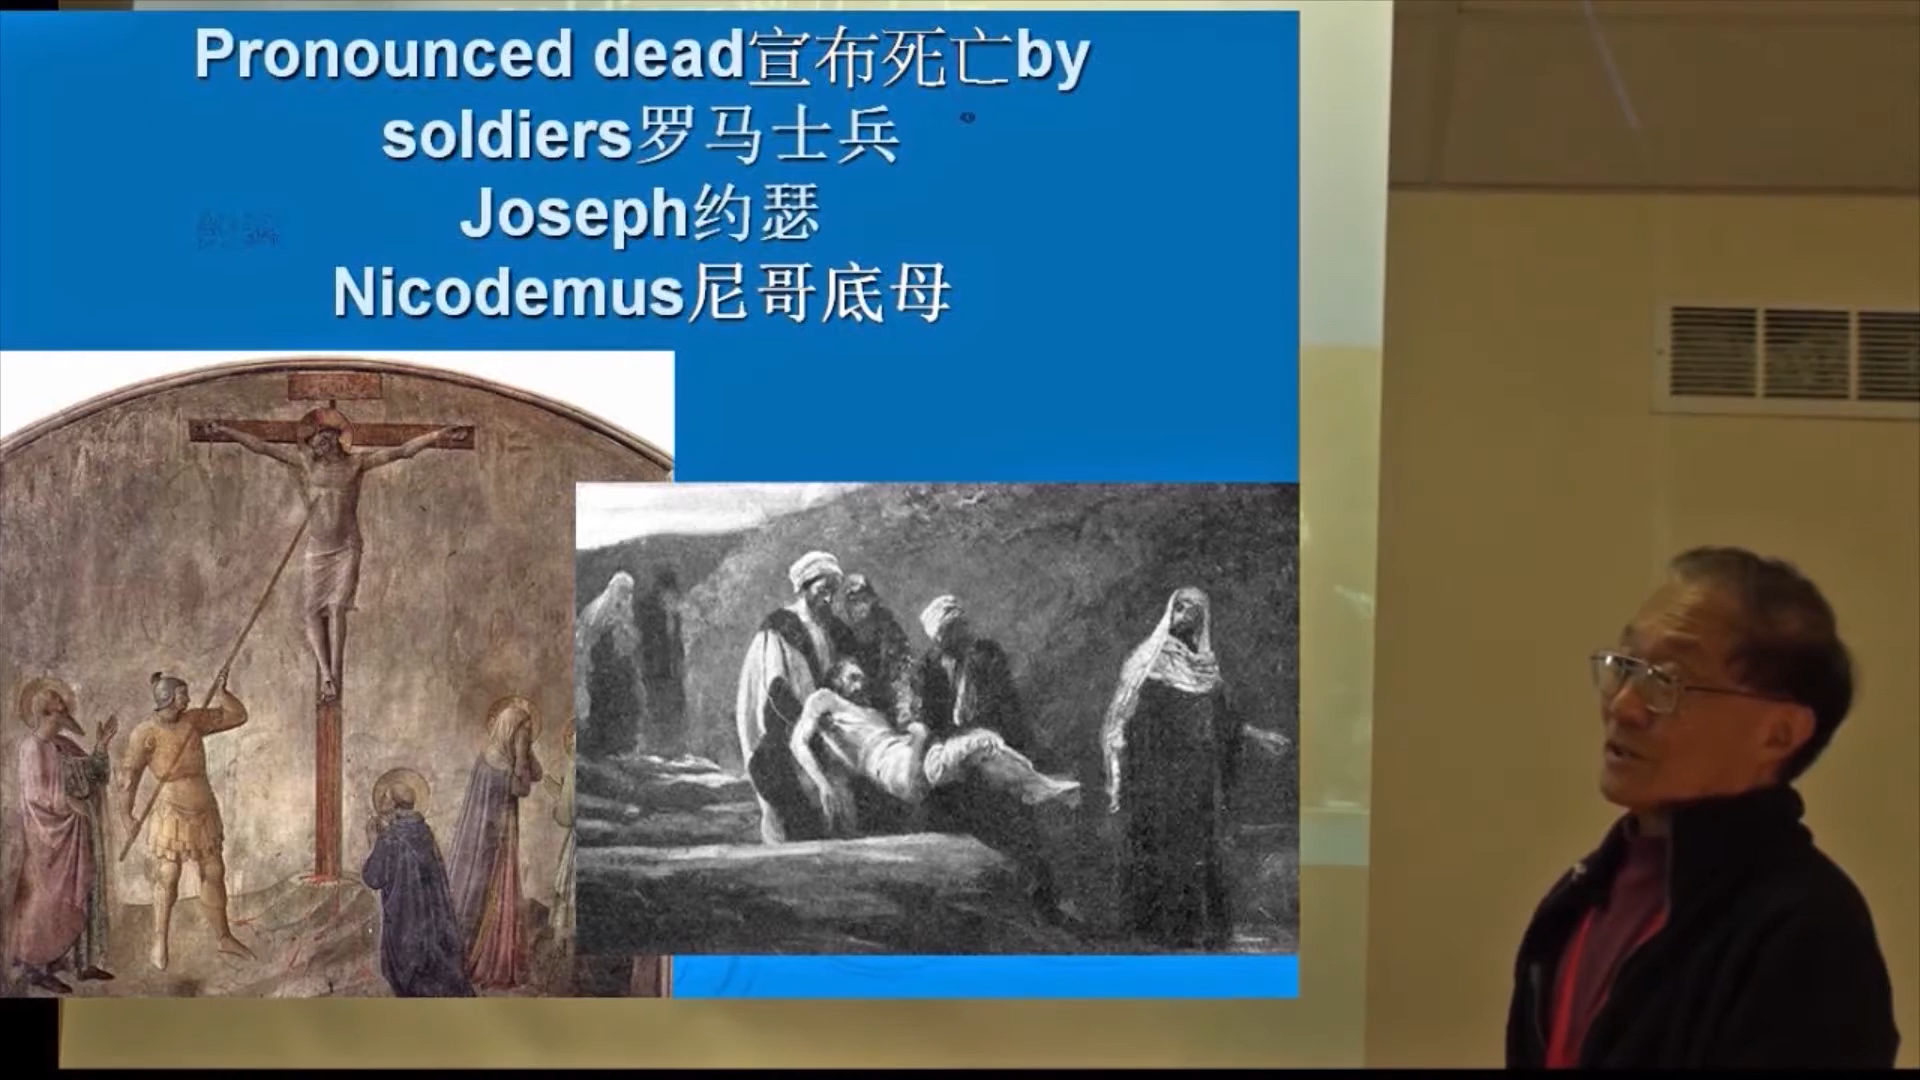 Pronounced dead宣布死亡by
soldiers罗马士兵
Joseph约瑟
Nicodemus尼哥底母